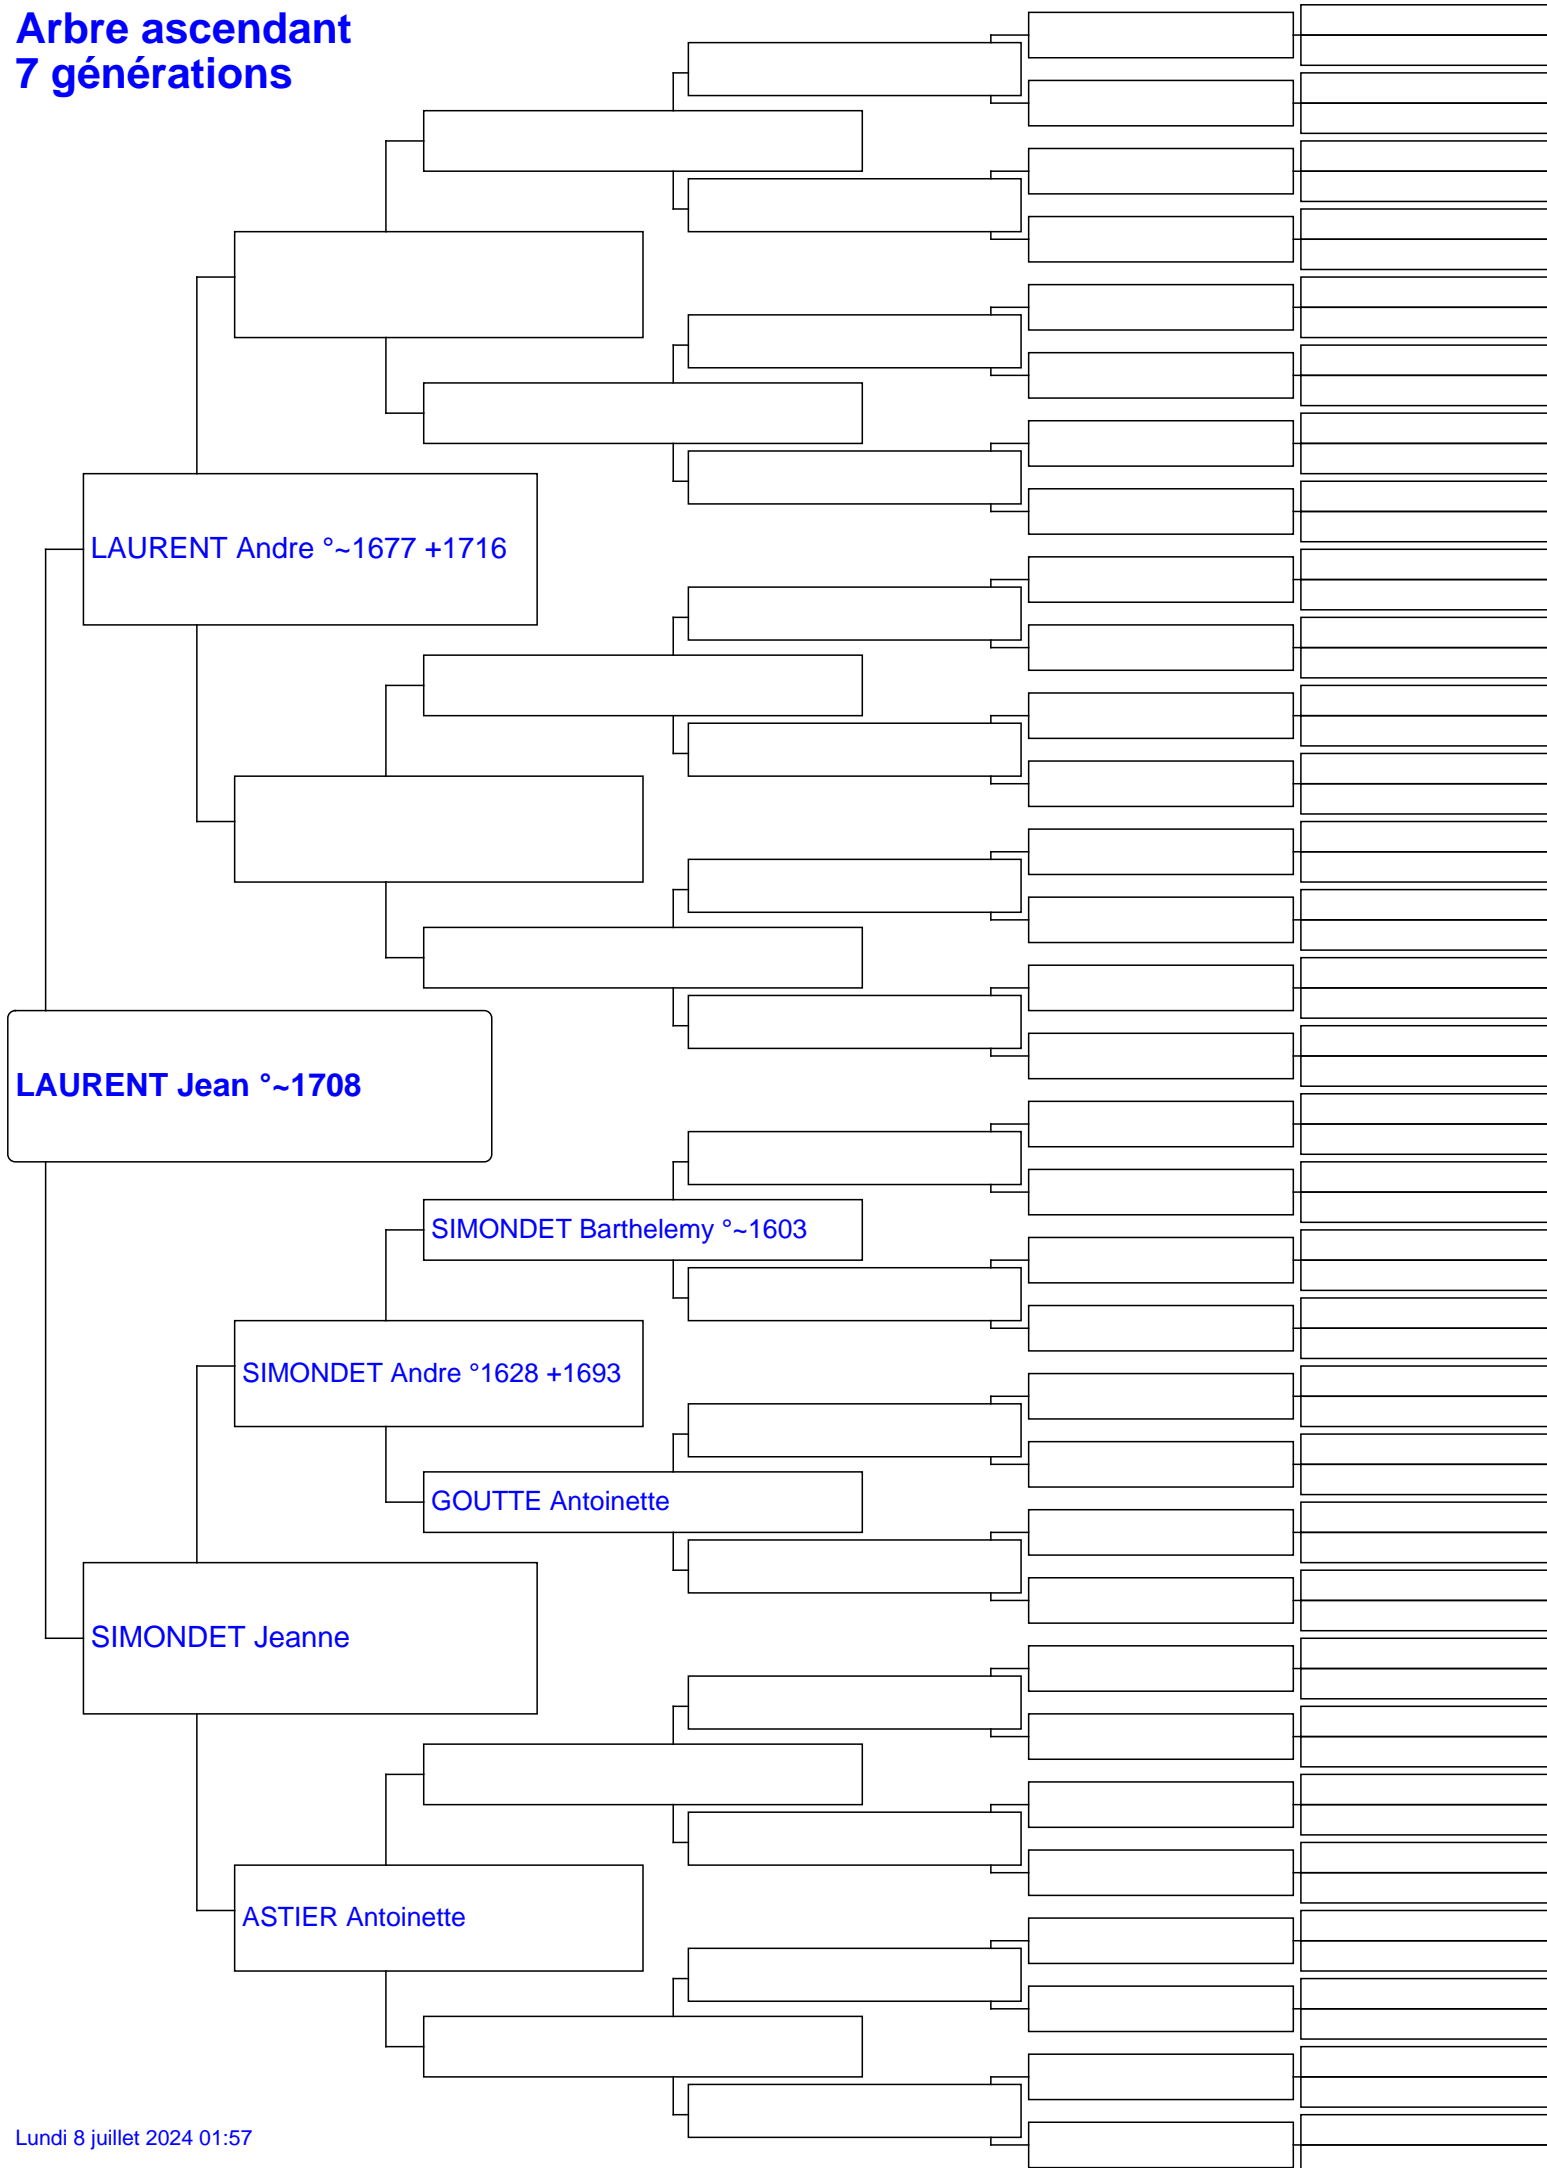 Arbre ascendant
7 générations
LAURENT Andre °~1677 +1716
LAURENT Jean °~1708
SIMONDET Barthelemy °~1603
SIMONDET Andre °1628 +1693
GOUTTE Antoinette
SIMONDET Jeanne
ASTIER Antoinette
Lundi 8 juillet 2024 01:57